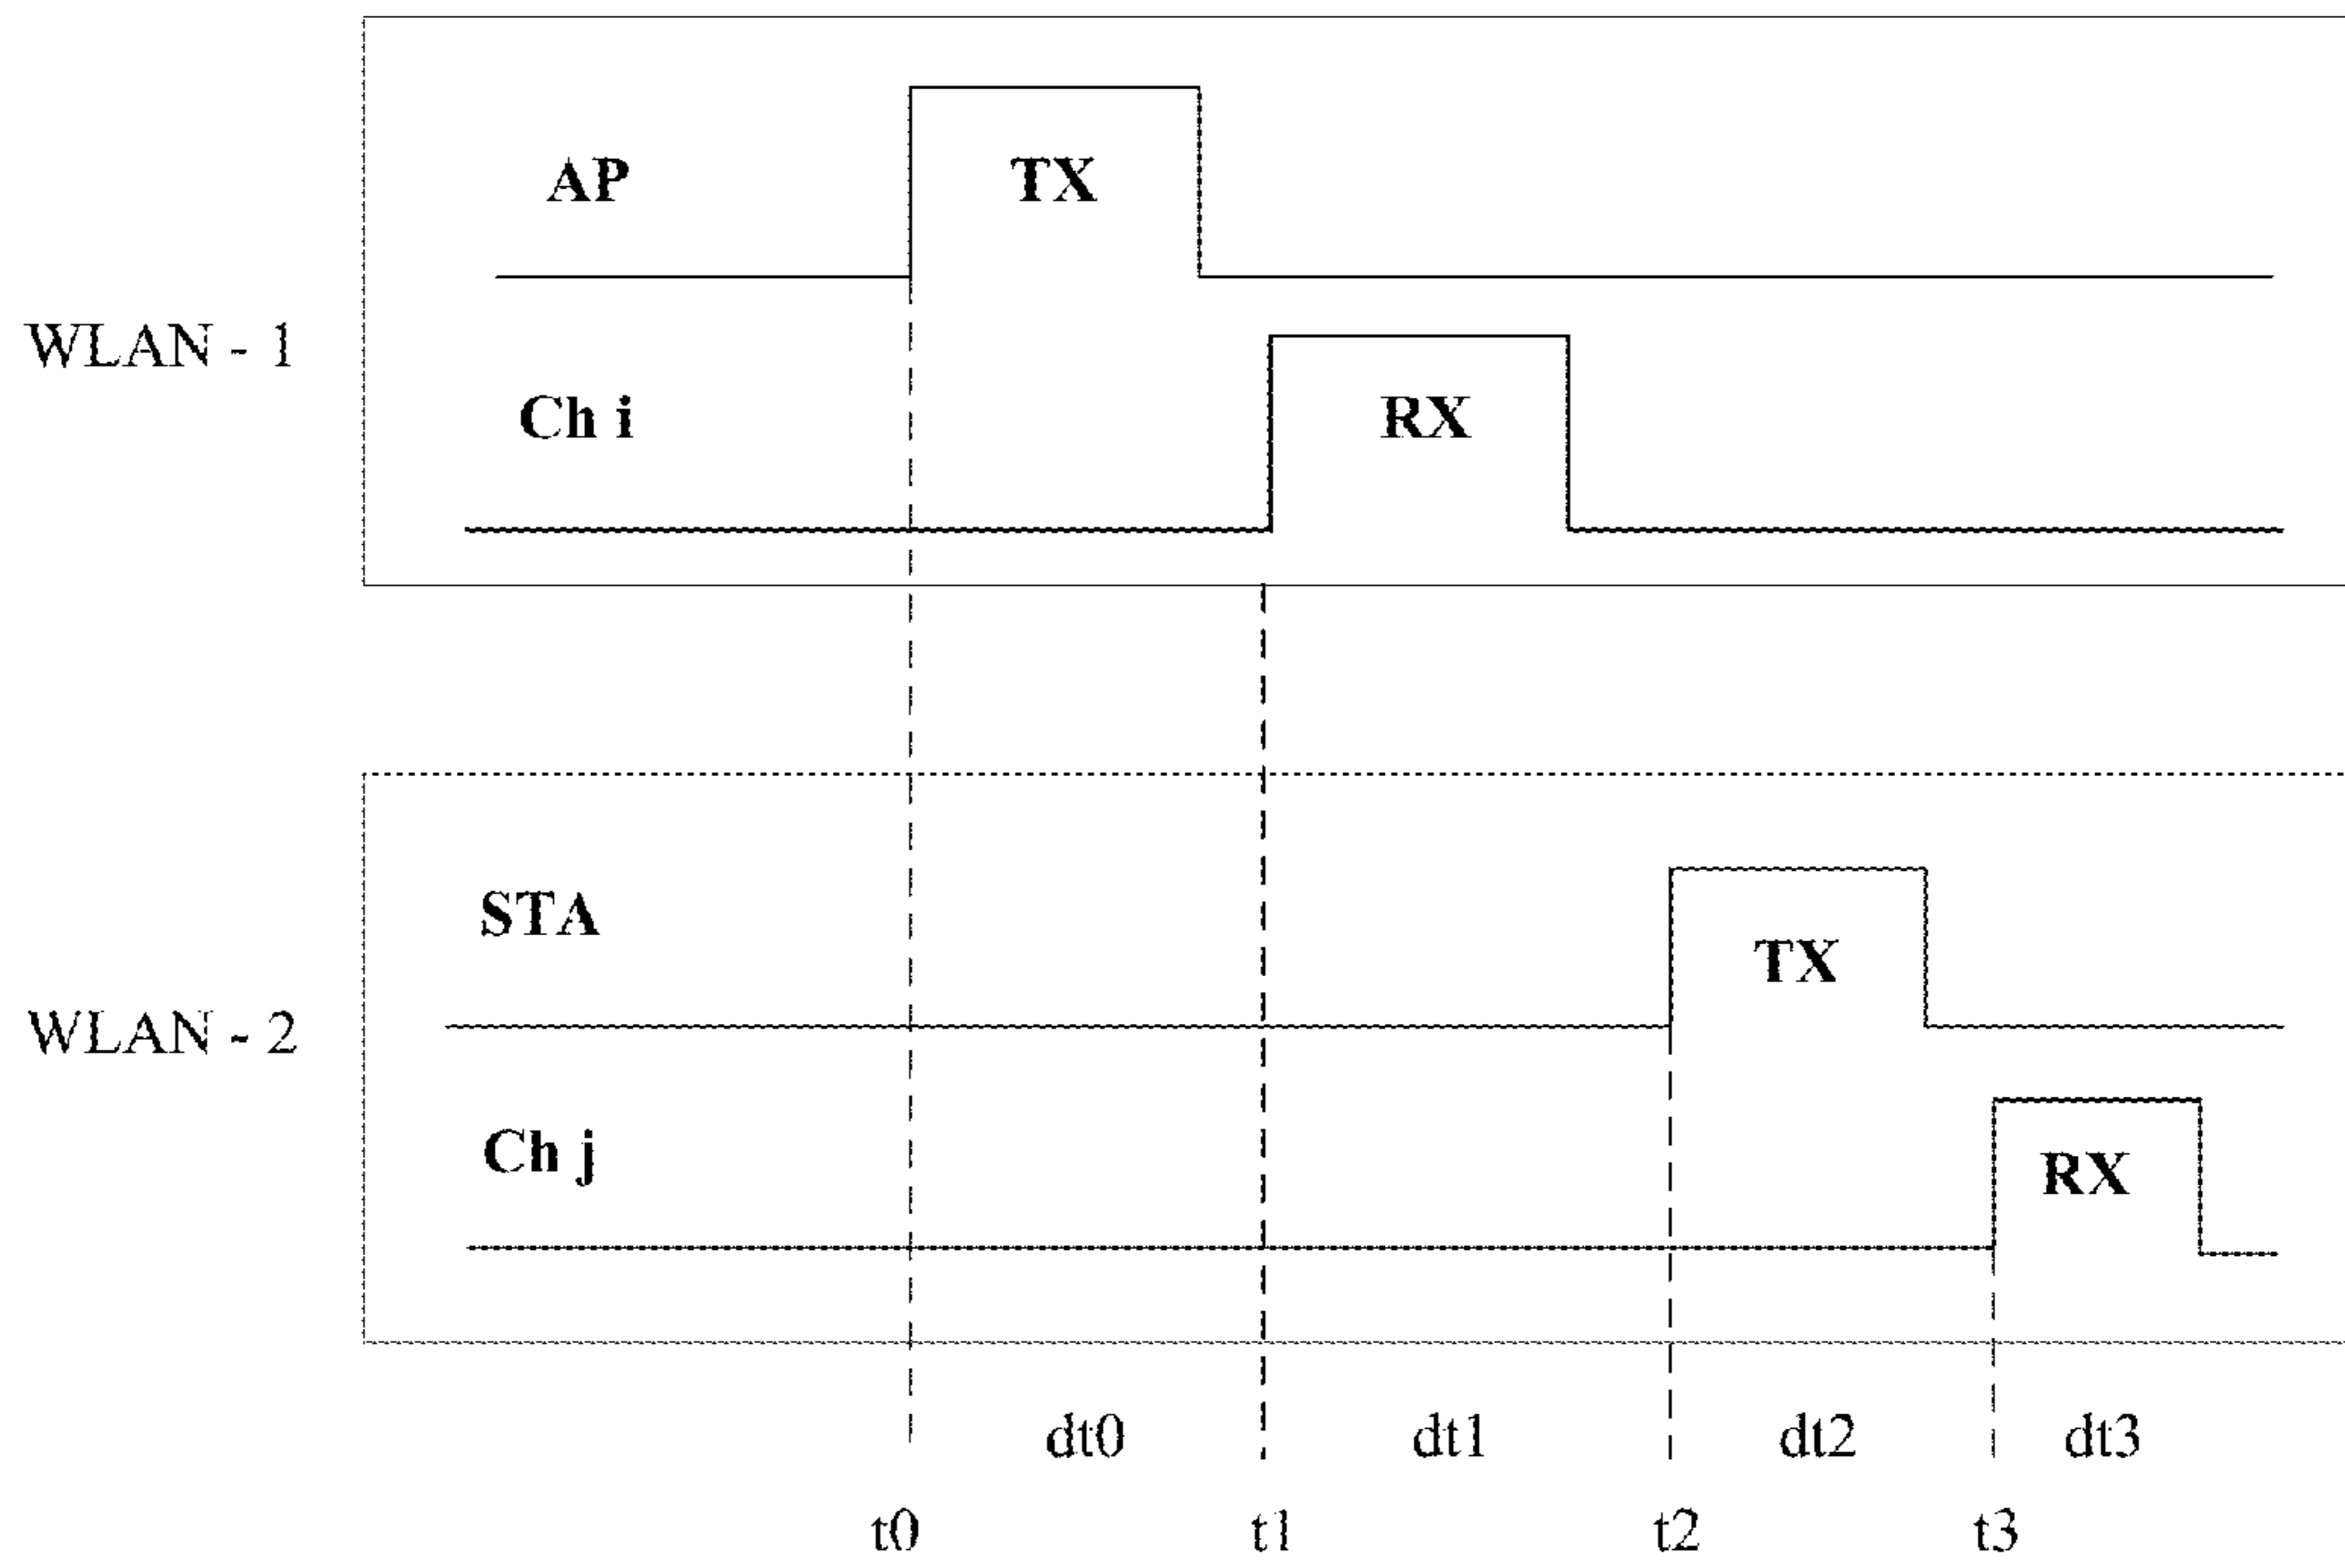 AP
TX
WLAN - 1
Ch i
RX
STA
TX
WLAN - 2
Ch j
RX
dt0 dt1 dt2 dt3
t0 t1 t2 t3